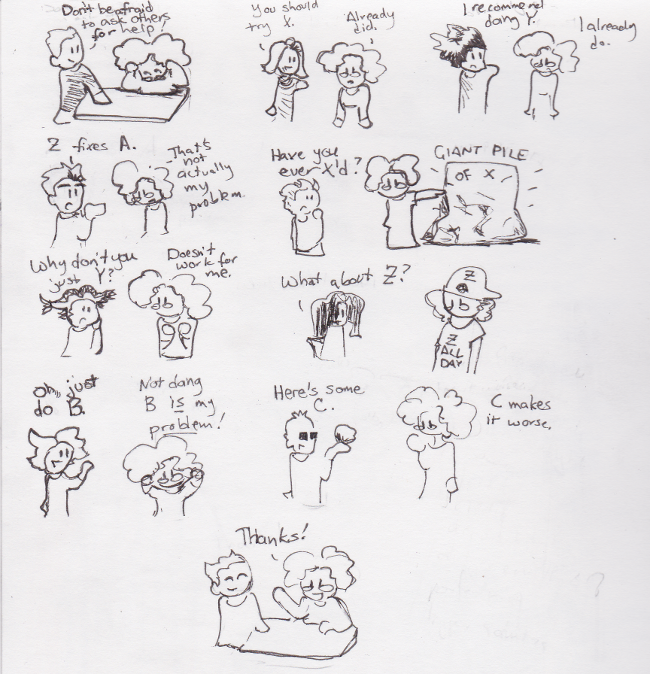 Don't be afraid
to ask others
for help!
You should
try X.
Already
did.
I recommend
doing Y.
I already
do.
Z fixes A.
That's
not
actually
my
problem.
Have you
ever X'd?
GIANT PILE
OF X
Why don't you
just Y?
Doesn't
work for
me.
What about Z?
Z
Z
ALL
DAY
Oh, just
do B.
Not doing
B is my
problem!
Here's some
C.
C makes
it worse.
Thanks!